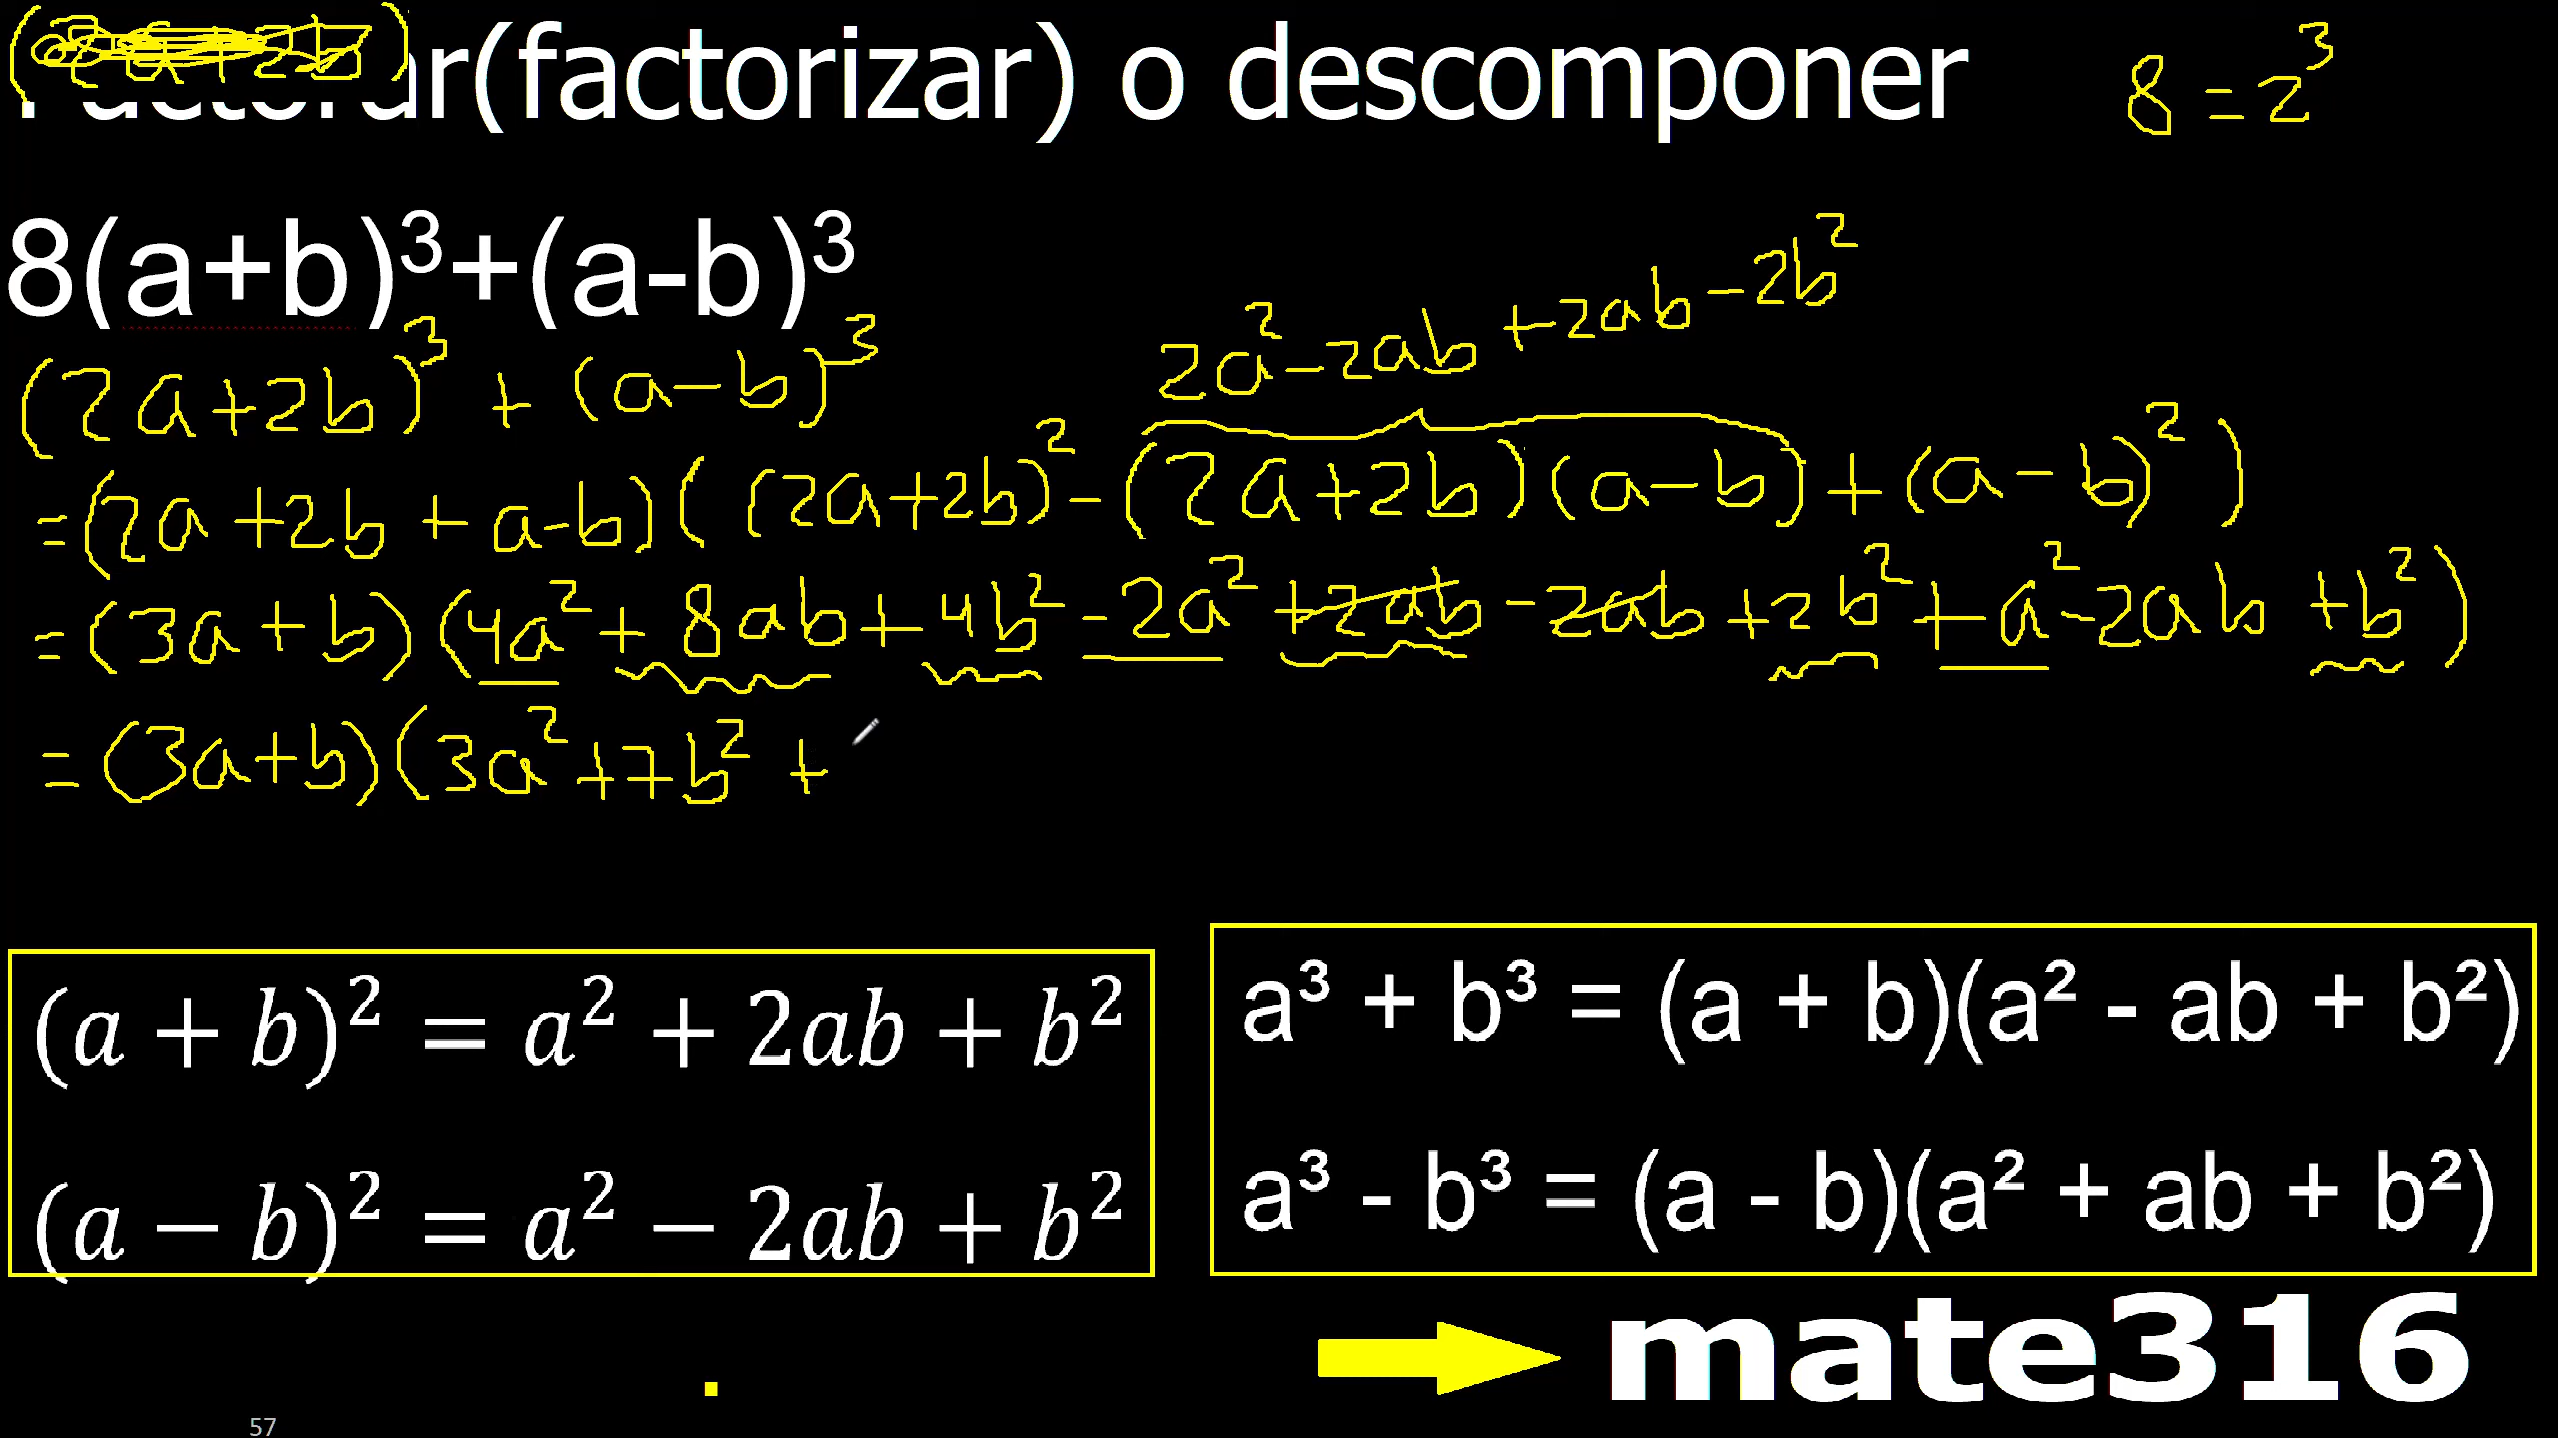 (factorizar) o descomponer
8 = 2³
8(a+b)³+(a-b)³
2a² - 2ab + 2ab - 2b²
(2a+2b)³ + (a-b)³
= (2a + 2b + a - b) ( (2a+2b)² - (2a+2b) (a-b) + (a-b)² )
= (3a + b) (4a² + 8ab + 4b² - 2a² + 2ab - 2ab + 2b² + a² - 2ab + b²)
= (3a+b) (3a² + 7b² +
(a + b)² = a² + 2ab + b²
(a − b)² = a² − 2ab + b²
a³ + b³ = (a + b)(a² - ab + b²)
a³ - b³ = (a - b)(a² + ab + b²)
mate316
57